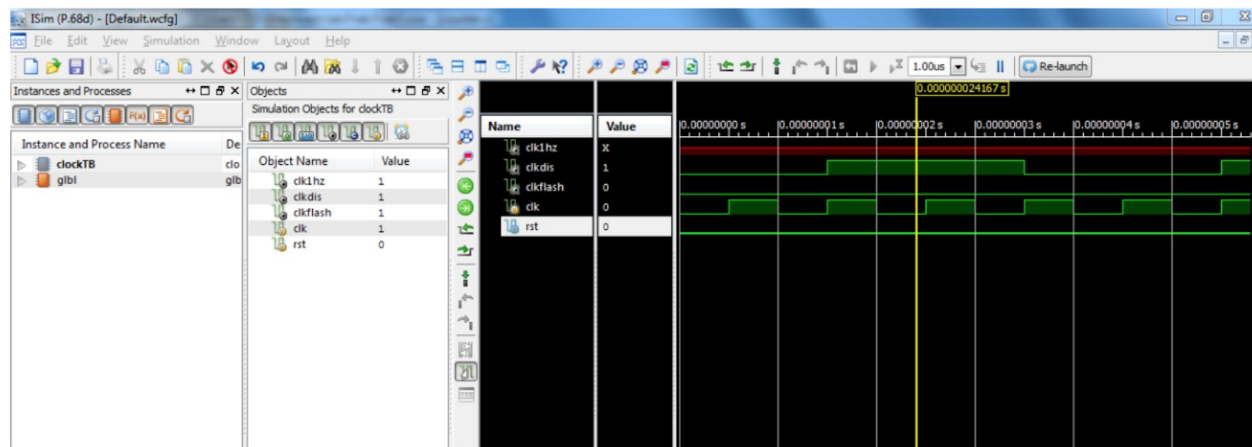 ISim (P.68d) - [Default.wcfg]
File Edit View Simulation Window Layout Help
1.00us Re-launch
Instances and Processes
Instance and Process Name De
clockTB clo
glbl glb
Objects
Simulation Objects for clockTB
Object Name Value
clk1hz 1
clkdis 1
clkflash 1
clk 1
rst 0
Name Value
clk1hz X
clkdis 1
clkflash 0
clk 0
rst 0
0.000000024167 s
0.00000000 s 0.00000001 s 0.00000002 s 0.00000003 s 0.00000004 s 0.00000005 s